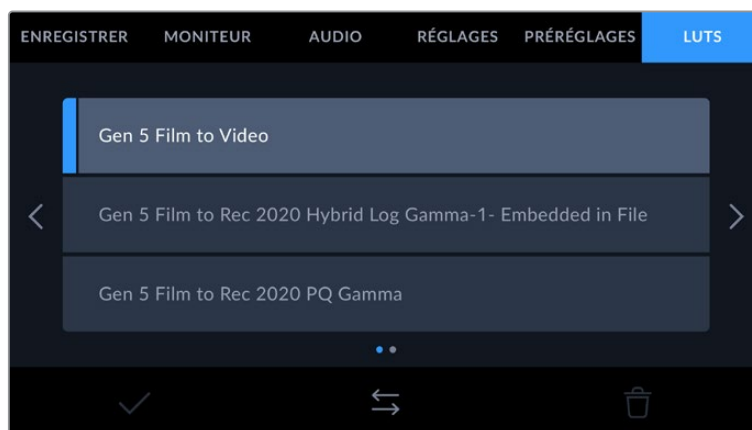 ENREGISTRER MONITEUR AUDIO RÉGLAGES PRÉRÉGLAGES LUTS
Gen 5 Film to Video
Gen 5 Film to Rec 2020 Hybrid Log Gamma-1- Embedded in File
Gen 5 Film to Rec 2020 PQ Gamma